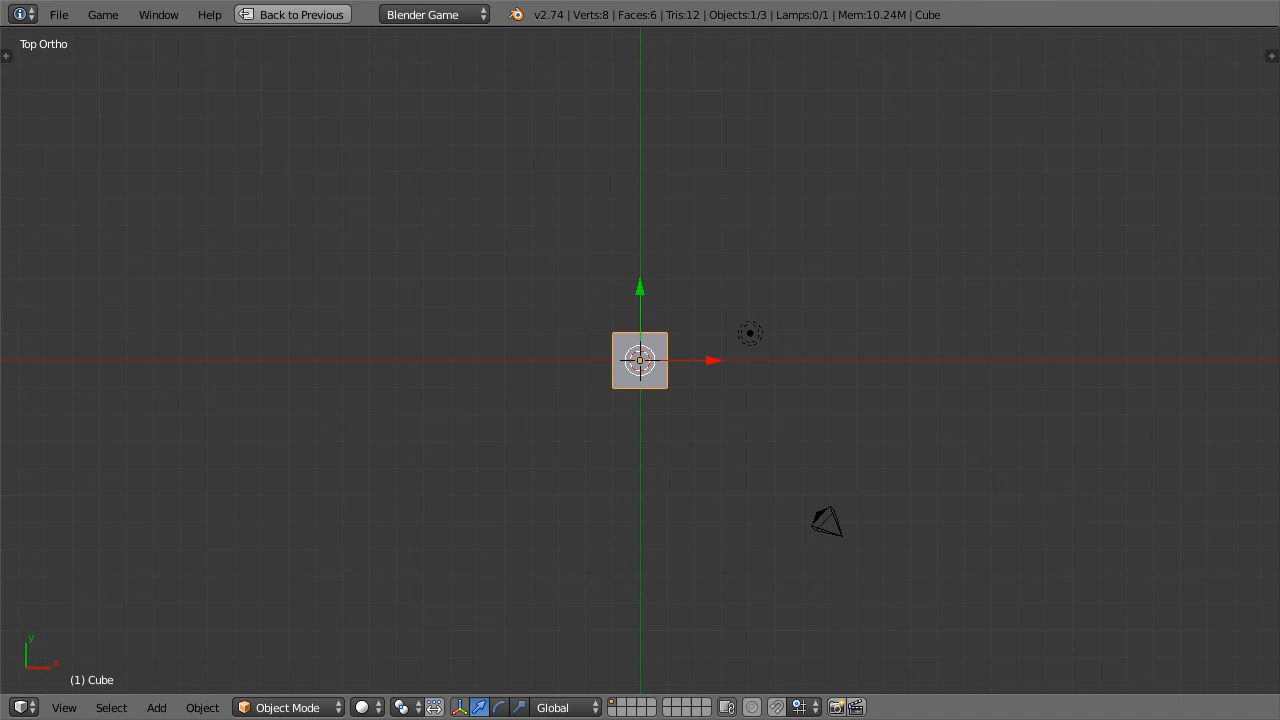 File Game Window Help Back to Previous Blender Game v2.74 | Verts:8 | Faces:6 | Tris:12 | Objects:1/3 | Lamps:0/1 | Mem:10.24M | Cube
Top Ortho
y
x
(1) Cube
View Select Add Object Object Mode Global